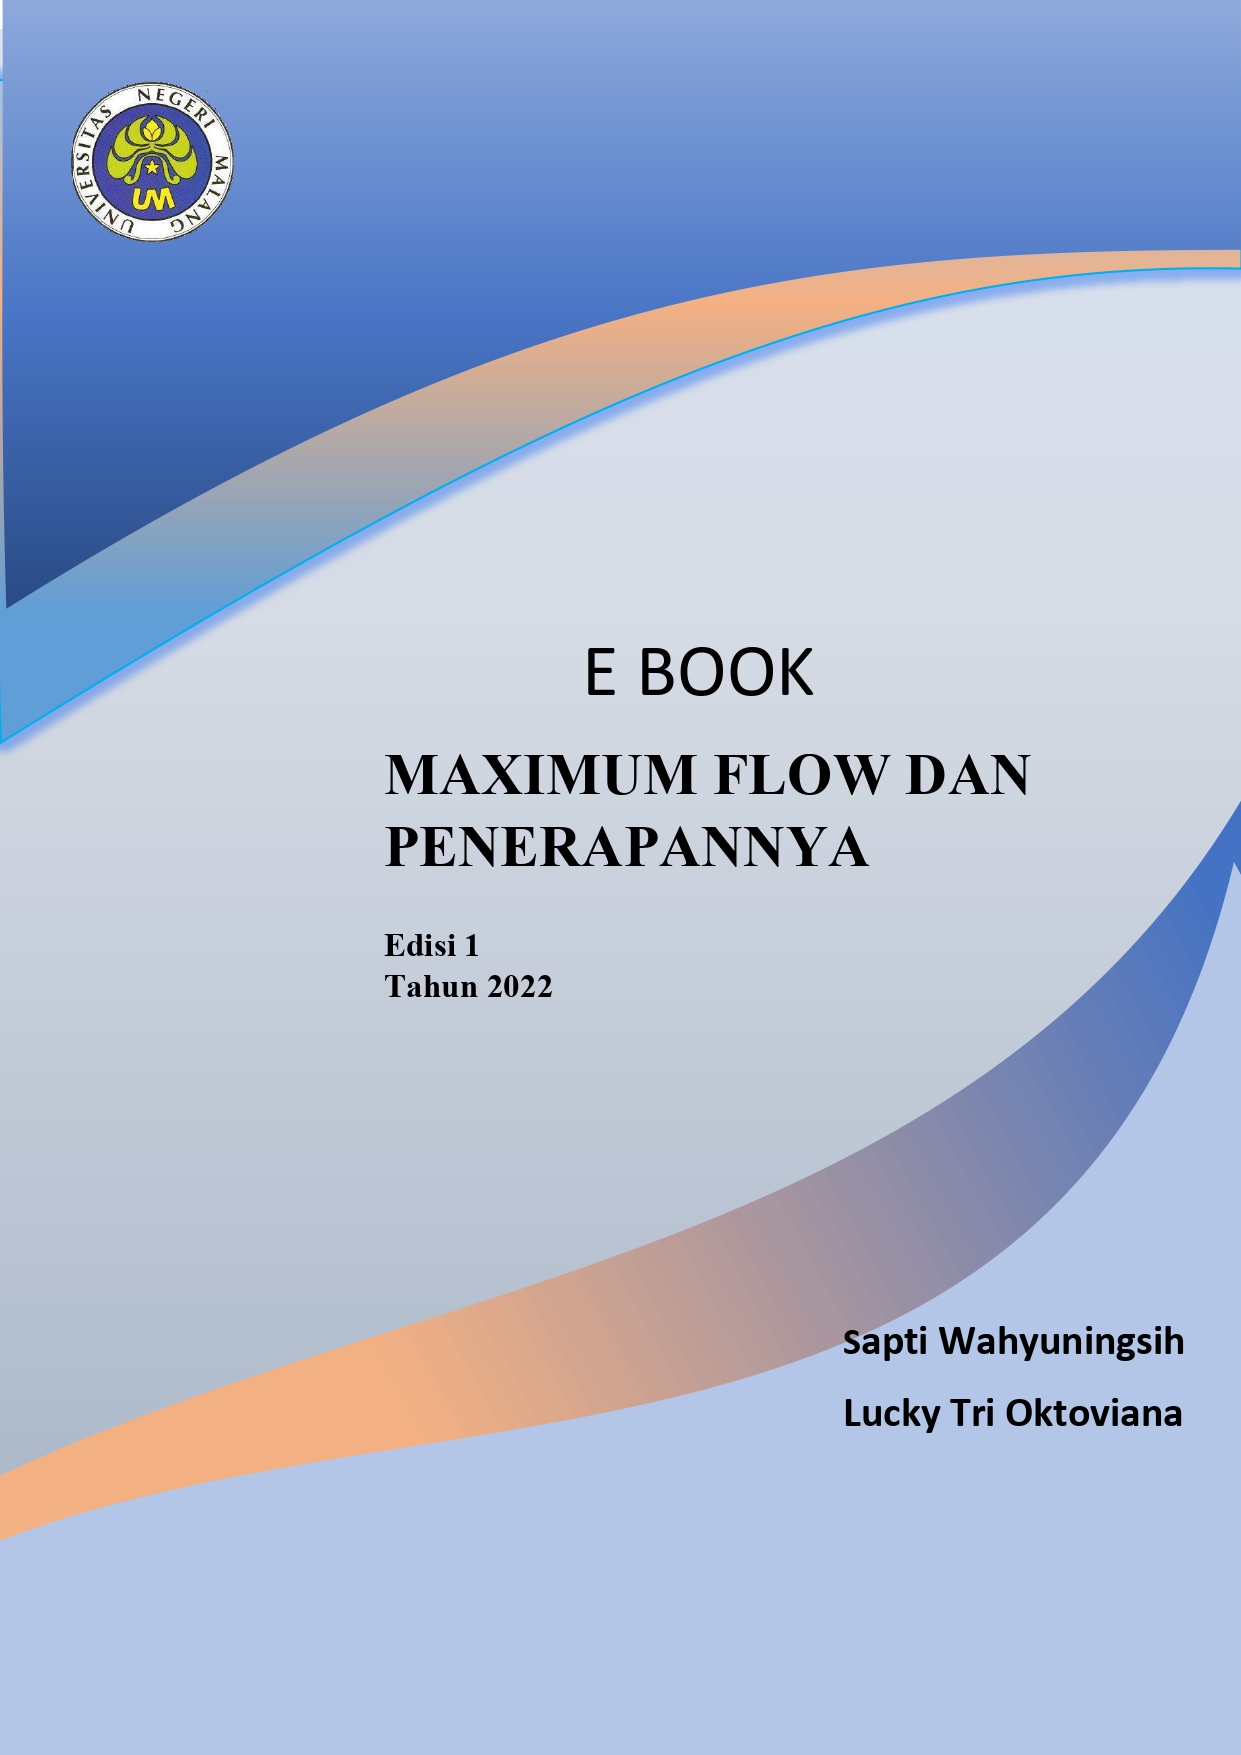 UNIVERSITAS NEGERI MALANG
UM
E BOOK
MAXIMUM FLOW DAN
PENERAPANNYA
Edisi 1
Tahun 2022
Sapti Wahyuningsih
Lucky Tri Oktoviana